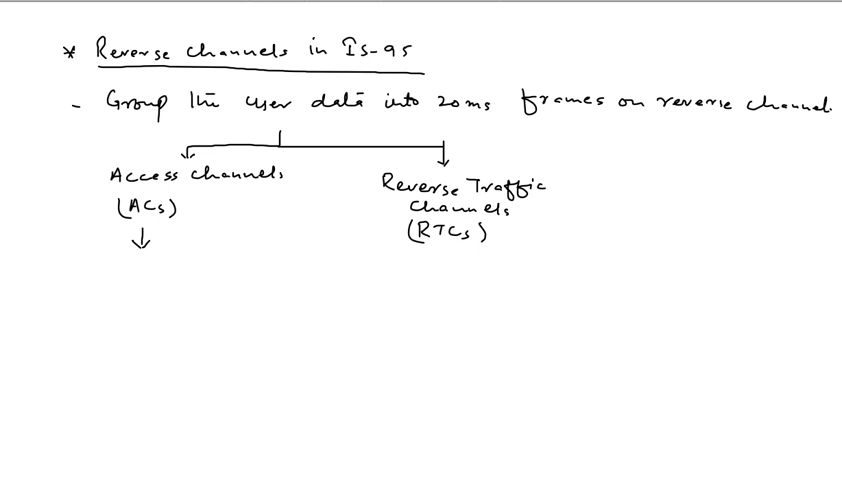 * Reverse channels in IS-95
- Group the user data into 20ms frames on reverse channel.
Access channels
(ACs)
Reverse Traffic
channels
(RTCs)